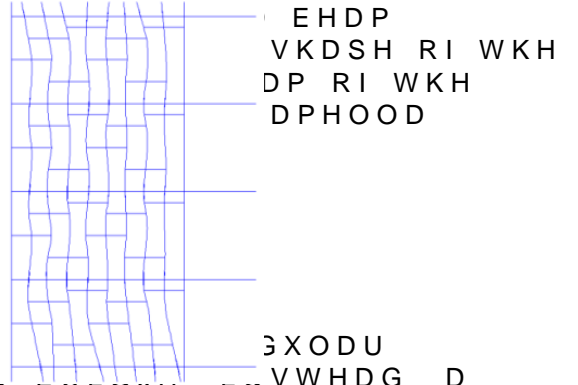 EHDP
VKDSH RI WKH
DP RI WKH
DPHOOD
GXODU
VWHDG D